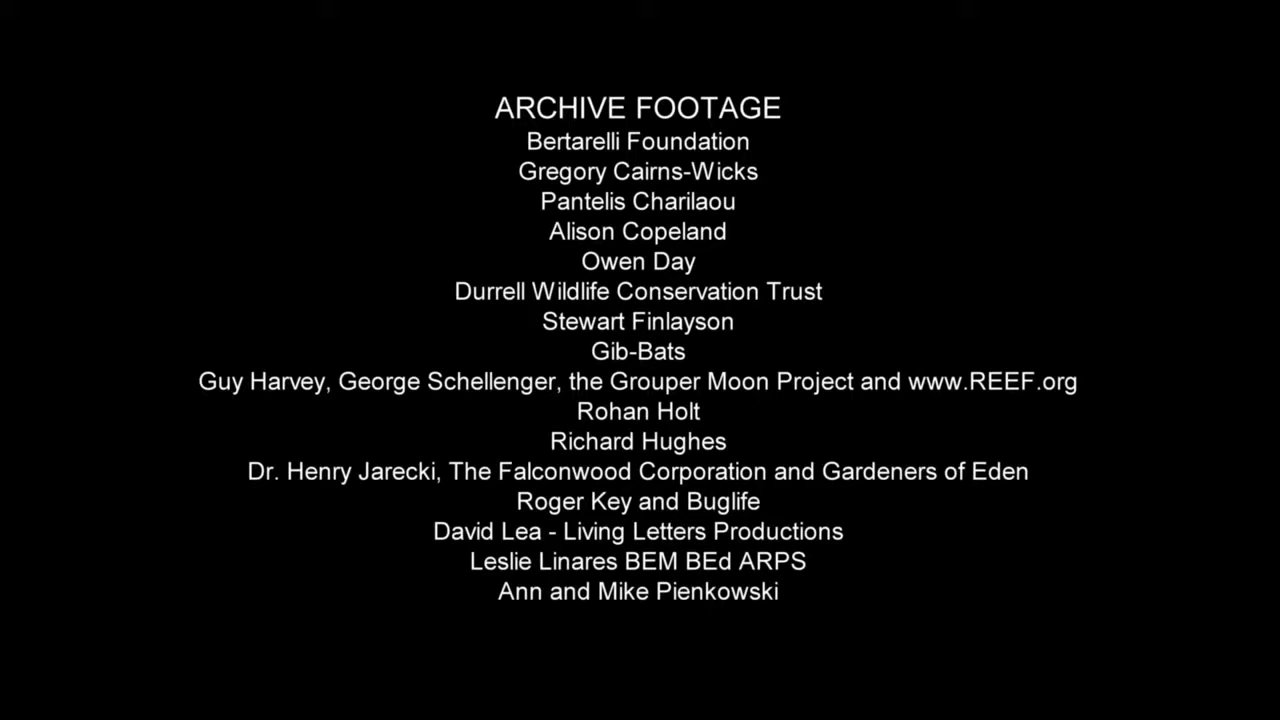 ARCHIVE FOOTAGE
Bertarelli Foundation
Gregory Cairns-Wicks
Pantelis Charilaou
Alison Copeland
Owen Day
Durrell Wildlife Conservation Trust
Stewart Finlayson
Gib-Bats
Guy Harvey, George Schellenger, the Grouper Moon Project and www.REEF.org
Rohan Holt
Richard Hughes
Dr. Henry Jarecki, The Falconwood Corporation and Gardeners of Eden
Roger Key and Buglife
David Lea - Living Letters Productions
Leslie Linares BEM BEd ARPS
Ann and Mike Pienkowski